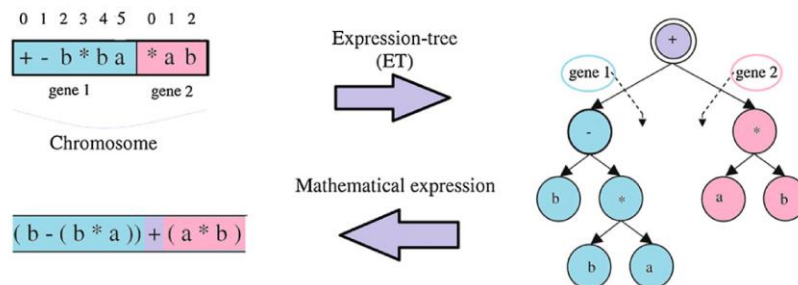 0 1 2 3 4 5 0 1 2
+ - b * b a * a b
gene 1 gene 2
Chromosome
Expression-tree
(ET)
Mathematical expression
( b - ( b * a ) ) + ( a * b )
+
gene 1 gene 2
- *
b * a b
b a